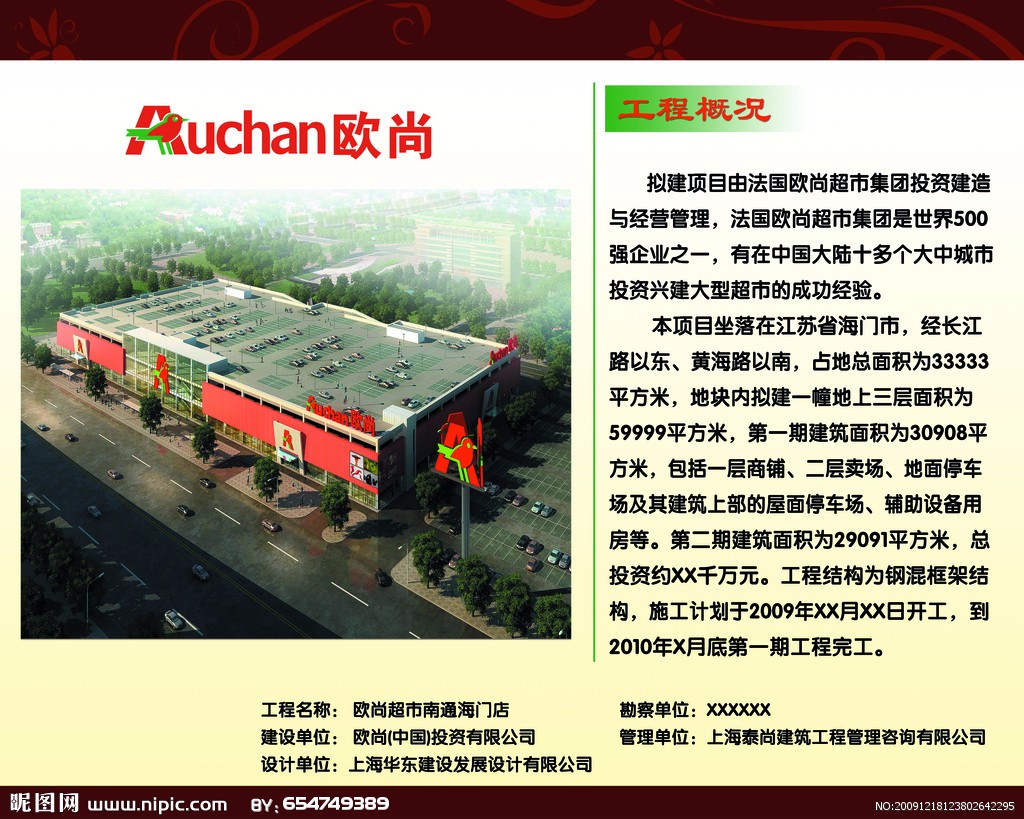 Auchan欧尚
工程概况
拟建项目由法国欧尚超市集团投资建造
与经营管理，法国欧尚超市集团是世界500
强企业之一，有在中国大陆十多个大中城市
投资兴建大型超市的成功经验。
本项目坐落在江苏省海门市，经长江
路以东、黄海路以南，占地总面积为33333
平方米，地块内拟建一幢地上三层面积为
59999平方米，第一期建筑面积为30908平
方米，包括一层商铺、二层卖场、地面停车
场及其建筑上部的屋面停车场、辅助设备用
房等。第二期建筑面积为29091平方米，总
投资约XX千万元。工程结构为钢混框架结
构，施工计划于2009年XX月XX日开工，到
2010年X月底第一期工程完工。
Auchan欧尚
工程名称： 欧尚超市南通海门店
建设单位： 欧尚(中国)投资有限公司
设计单位：上海华东建设发展设计有限公司
勘察单位：XXXXXX
管理单位：上海泰尚建筑工程管理咨询有限公司
昵图网 www.nipic.com BY: 654749389
NO:20091218123802642295